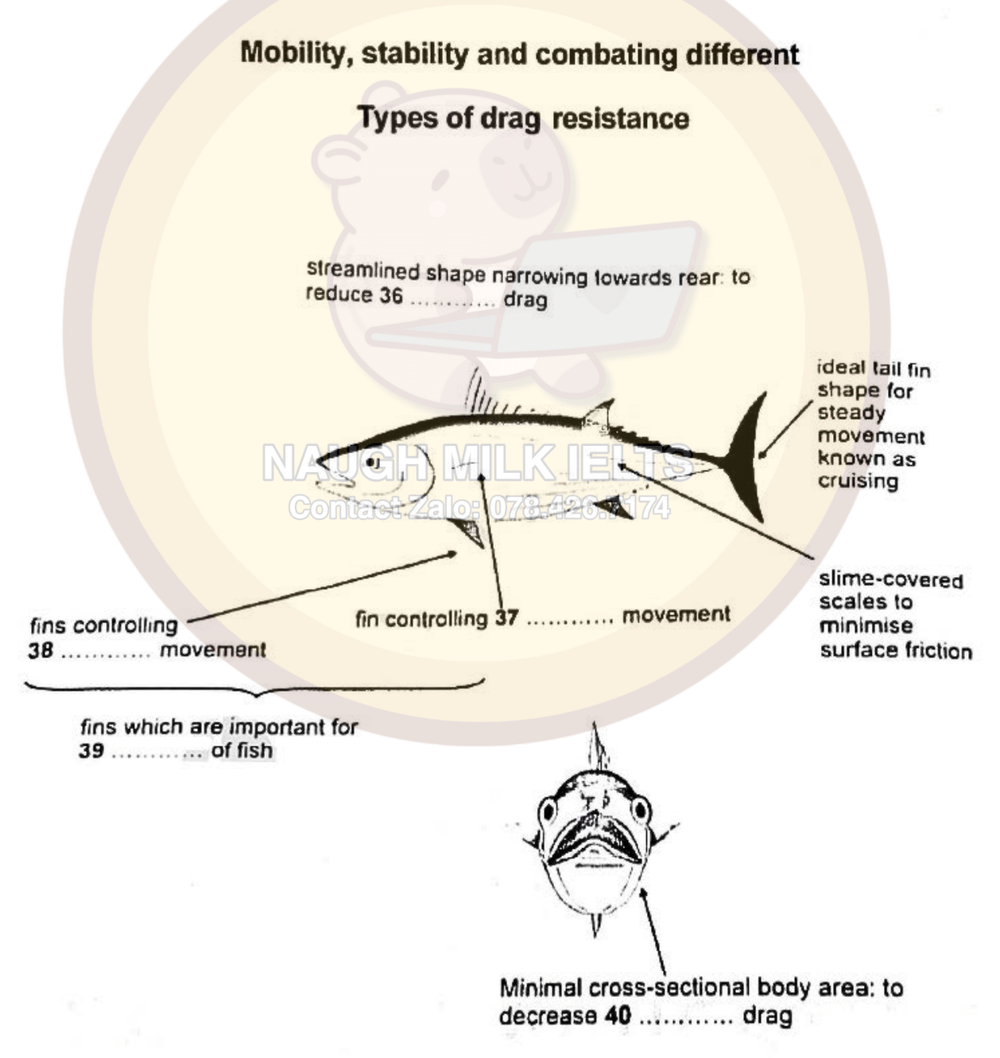 Mobility, stability and combating different
Types of drag resistance
streamlined shape narrowing towards rear: to
reduce 36 ............ drag
ideal tail fin
shape for
steady
movement
known as
cruising
NAUGH MILK IELTS
Contact Zalo: 078.426.7174
slime-covered
scales to
minimise
surface friction
fin controlling 37 ............ movement
fins controlling
38 ............ movement
fins which are important for
39 ............ of fish
Minimal cross-sectional body area: to
decrease 40 ............ drag